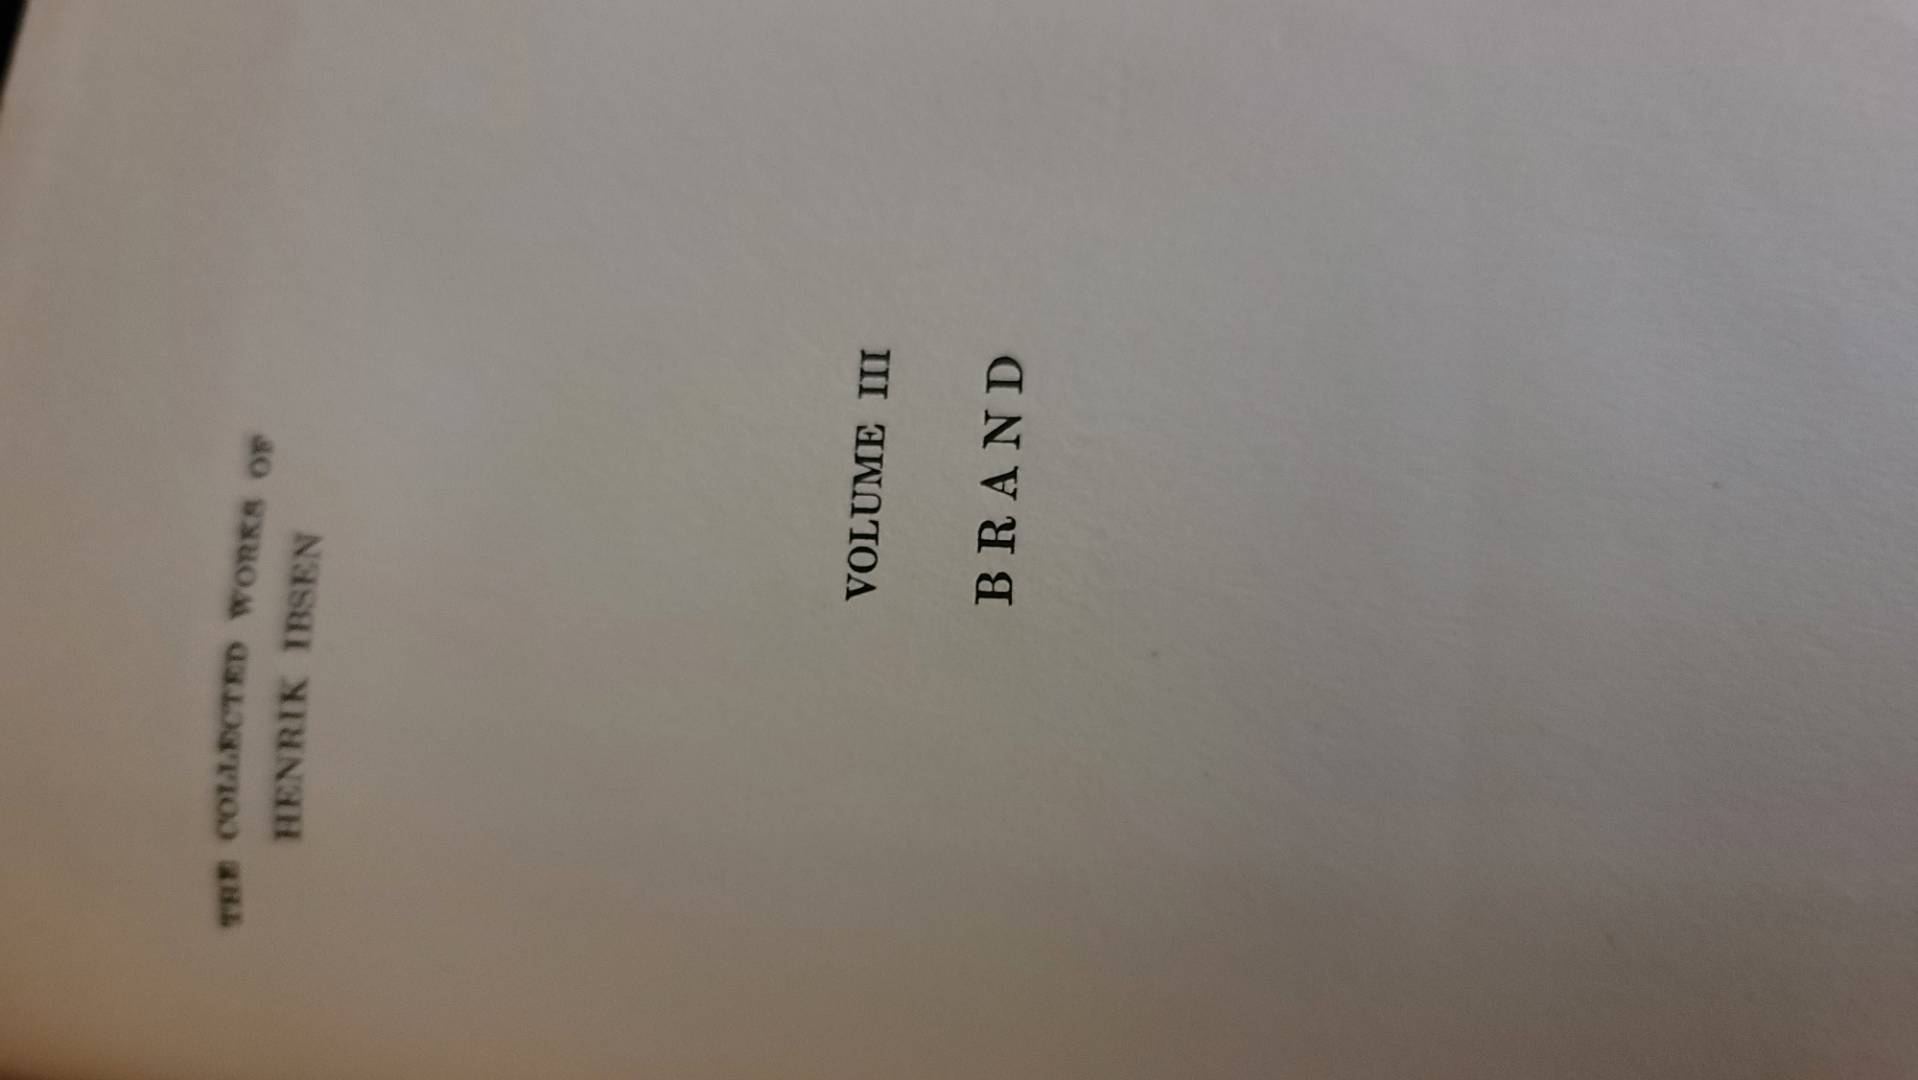 THE COLLECTED WORKS OF
HENRIK IBSEN
VOLUME III
BRAND